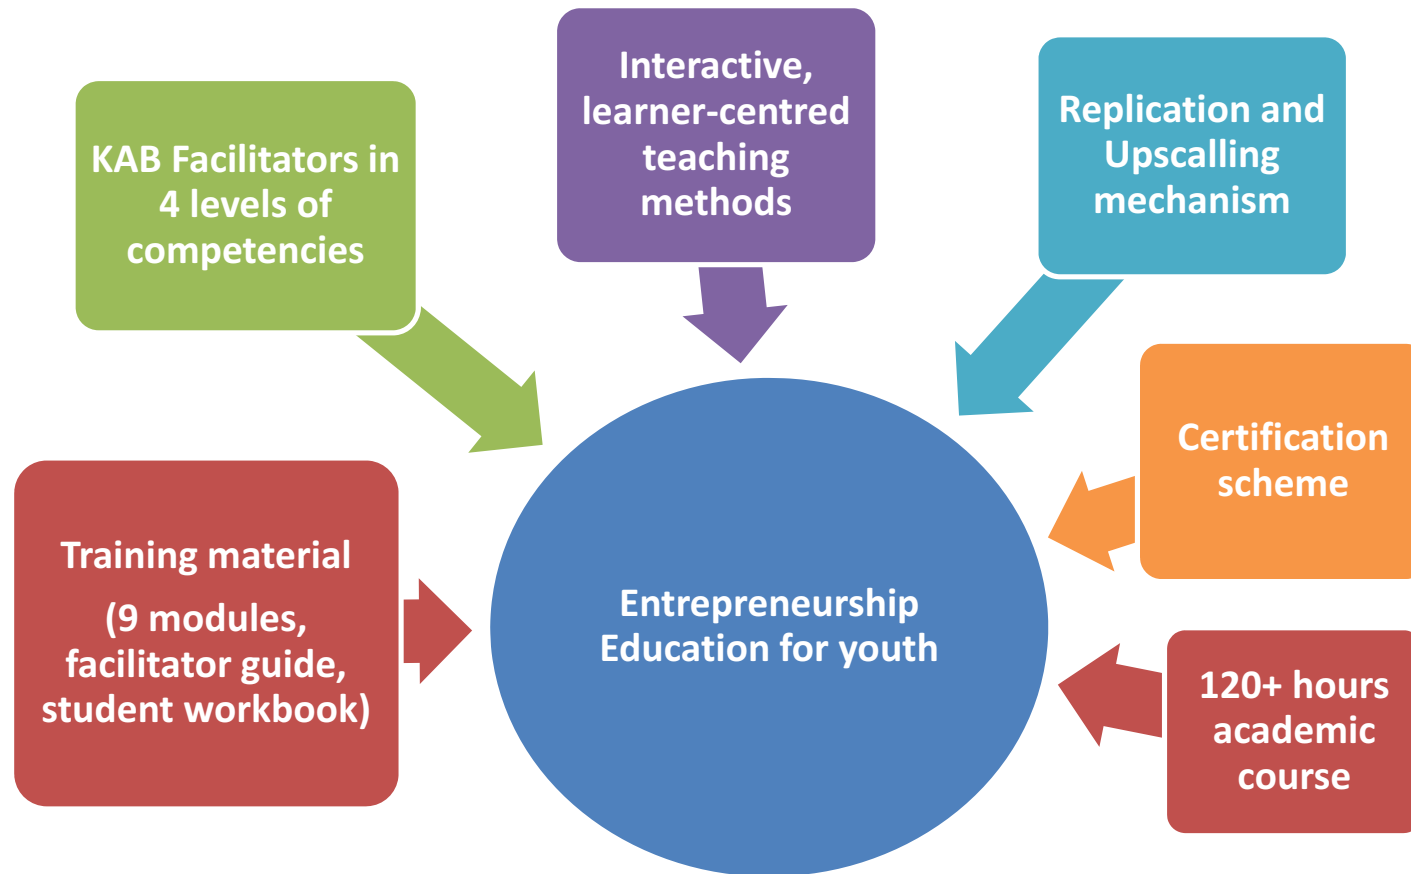 Interactive,
learner-centred
teaching
methods
Replication and
Upscalling
mechanism
KAB Facilitators in
4 levels of
competencies
Certification
scheme
Training material
(9 modules,
facilitator guide,
student workbook)
Entrepreneurship
Education for youth
120+ hours
academic
course